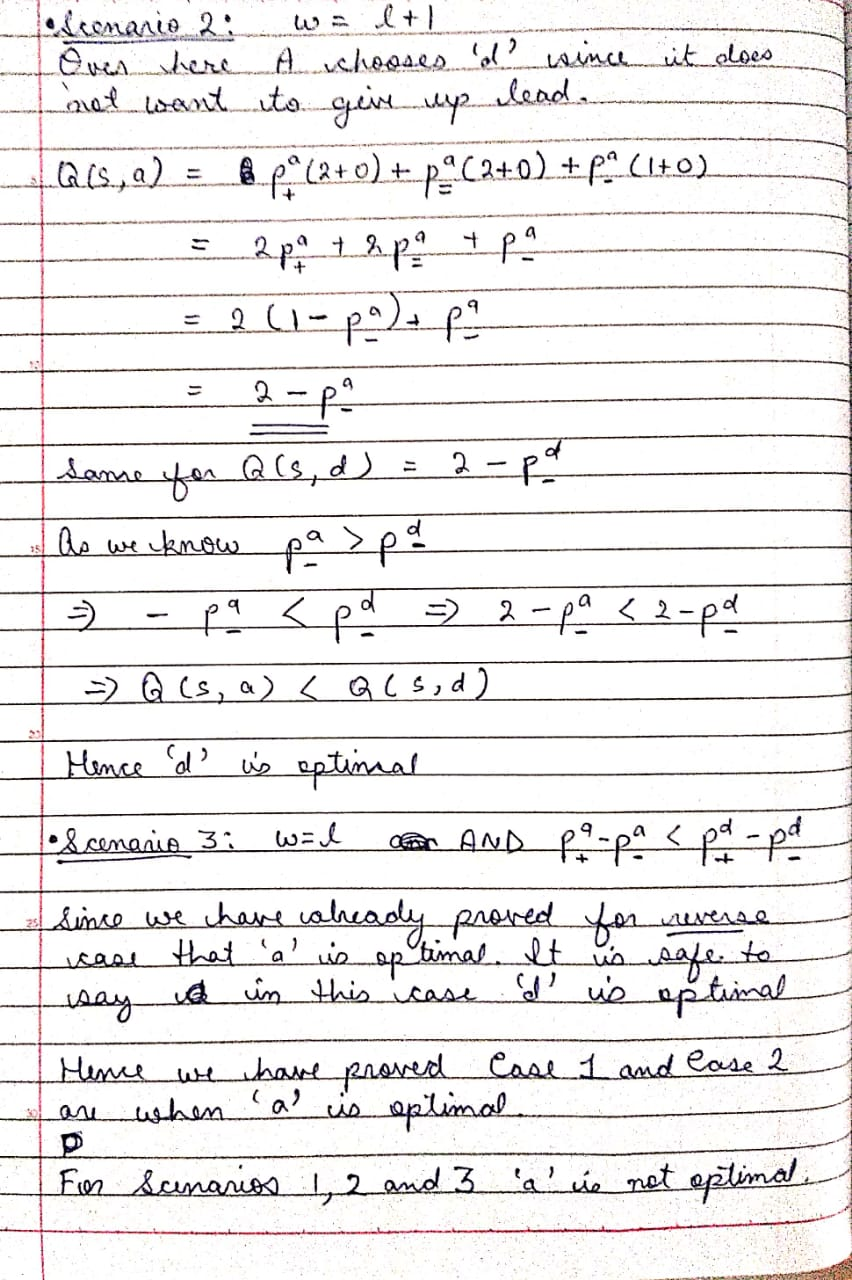 • Scenario 2: w = l+1
Over here A chooses 'd' since it does
not want to give up lead.
Q(s,a) = p₊ᵃ(2+0) + p₌ᵃ(2+0) + p₋ᵃ(1+0)
= 2p₊ᵃ + 2p₌ᵃ + p₋ᵃ
= 2(1-p₋ᵃ)+ p₋ᵃ
= 2 - p₋ᵃ
Same for Q(s,d) = 2 - p₋ᵈ
As we know p₋ᵃ > p₋ᵈ
⇒ - p₋ᵃ < p₋ᵈ ⇒ 2 - p₋ᵃ < 2 - p₋ᵈ
⇒ Q(s,a) < Q(s,d)
Hence 'd' is optimal
• Scenario 3: w=l AND p₊ᵃ-p₋ᵃ < p₊ᵈ-p₋ᵈ
Since we have already proved for reverse
case that 'a' is optimal. It is safe to
say in this case 'd' is optimal
Hence we have proved Case 1 and Case 2
are when 'a' is optimal.
For Scenarios 1, 2 and 3 'a' is not optimal.